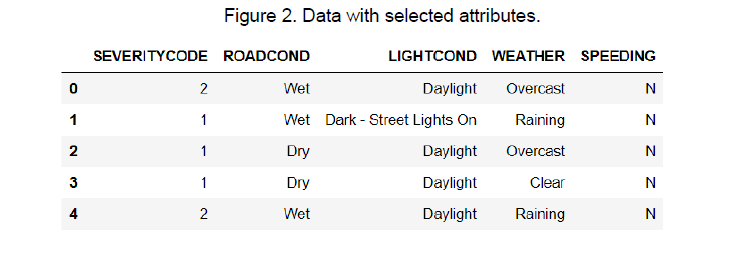 Figure 2. Data with selected attributes.
SEVERITYCODE ROADCOND LIGHTCOND WEATHER SPEEDING
0 2 Wet Daylight Overcast N
1 1 Wet Dark - Street Lights On Raining N
2 1 Dry Daylight Overcast N
3 1 Dry Daylight Clear N
4 2 Wet Daylight Raining N